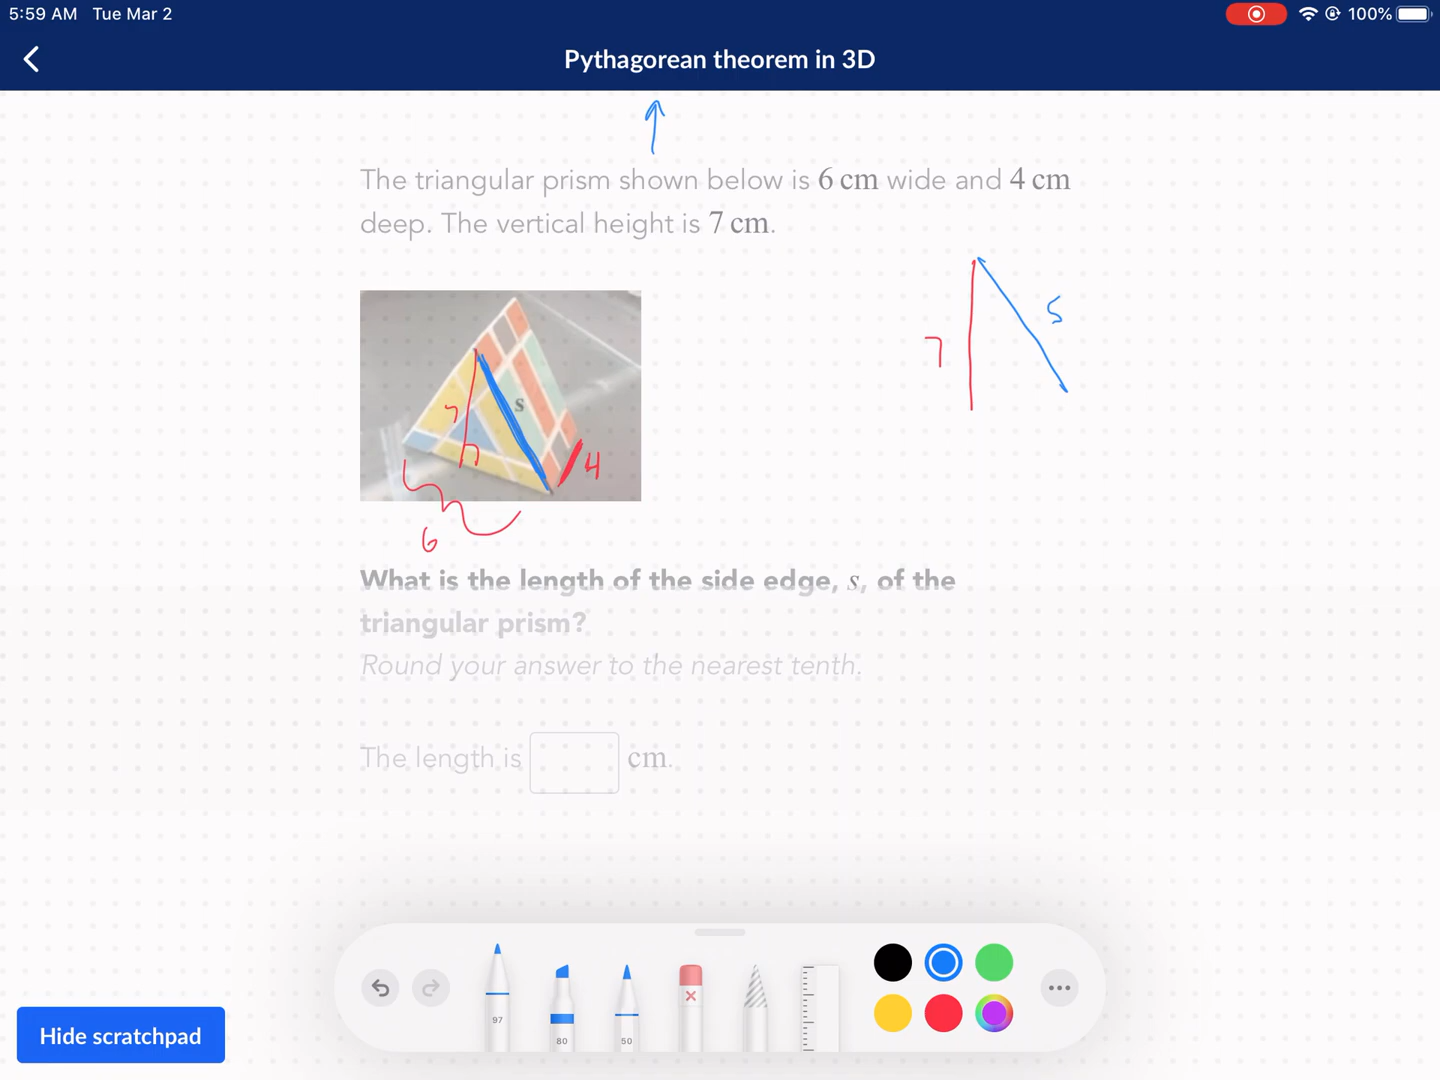 5:59 AM Tue Mar 2 100%
Pythagorean theorem in 3D
The triangular prism shown below is 6 cm wide and 4 cm
deep. The vertical height is 7 cm.
7 s
7 s
4
6
What is the length of the side edge, s, of the
triangular prism?
Round your answer to the nearest tenth.
The length is cm.
97 80 50
Hide scratchpad